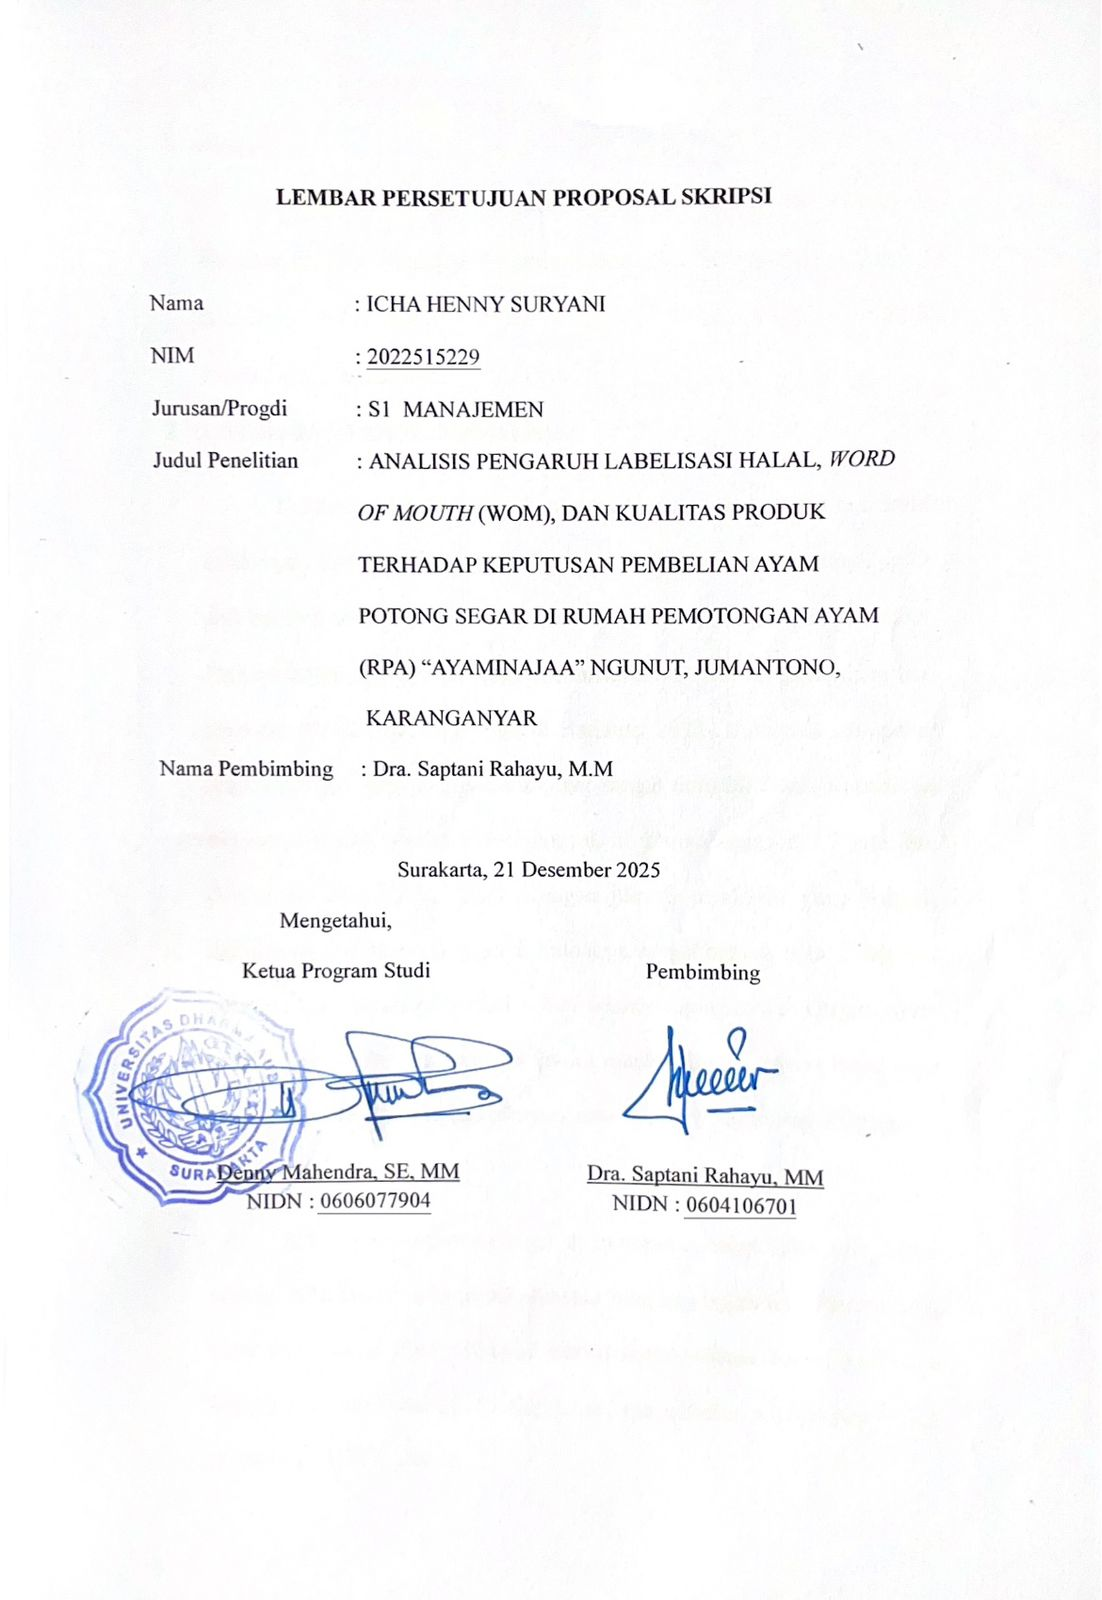 LEMBAR PERSETUJUAN PROPOSAL SKRIPSI
Nama : ICHA HENNY SURYANI
NIM : 2022515229
Jurusan/Progdi : S1 MANAJEMEN
Judul Penelitian : ANALISIS PENGARUH LABELISASI HALAL, WORD
OF MOUTH (WOM), DAN KUALITAS PRODUK
TERHADAP KEPUTUSAN PEMBELIAN AYAM
POTONG SEGAR DI RUMAH PEMOTONGAN AYAM
(RPA) “AYAMINAJAA” NGUNUT, JUMANTONO,
KARANGANYAR
Nama Pembimbing : Dra. Saptani Rahayu, M.M
Surakarta, 21 Desember 2025
Mengetahui,
Ketua Program Studi Pembimbing
UNIVERSITAS
SURAKARTA
Denny Mahendra, SE, MM Dra. Saptani Rahayu, MM
NIDN : 0606077904 NIDN : 0604106701